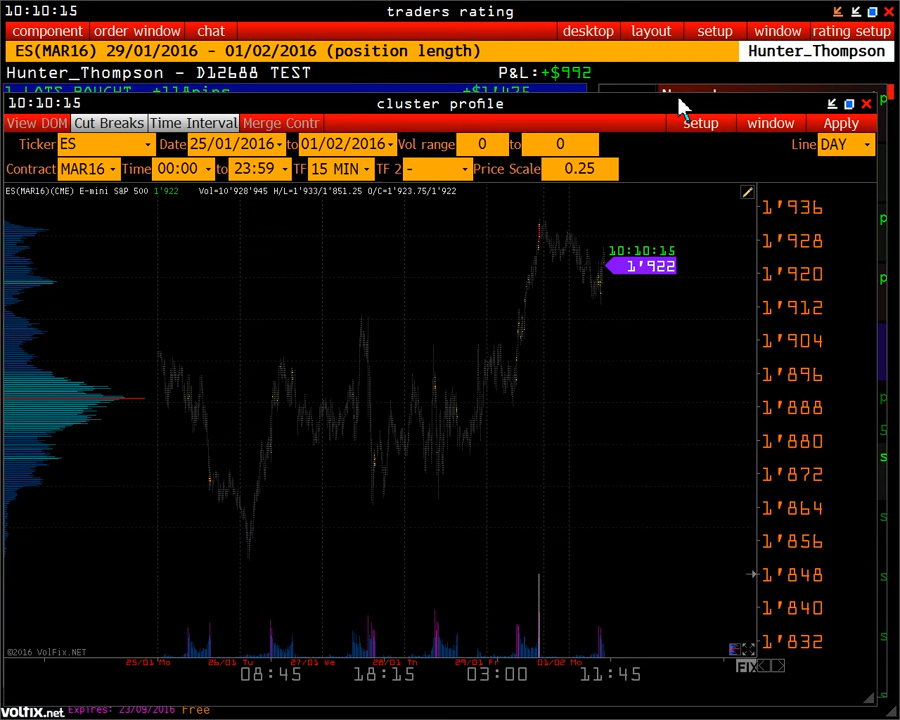 10:10:15 traders rating
component order window chat desktop layout setup window rating setup
ES(MAR16) 29/01/2016 - 01/02/2016 (position length) Hunter_Thompson
Hunter_Thompson - D12688 TEST P&L:+$992
10:10:15 cluster profile
View DOM Cut Breaks Time Interval Merge Contr setup window Apply
Ticker ES Date 25/01/2016 to 01/02/2016 Vol range 0 to 0 Line DAY
Contract MAR16 Time 00:00 to 23:59 TF 15 MIN TF 2 - Price Scale 0.25
ES(MAR16)(CME) E-mini S&P 500 1'922 Vol=10'928'945 H/L=1'933/1'851.25 O/C=1'923.75/1'922
1'936
1'928
10:10:15
1'922
1'920
1'912
1'904
1'896
1'888
1'880
1'872
1'864
1'856
1'848
1'840
1'832
©2016 VolFix.NET
25/01 Mo 26/01 Tu 27/01 We 28/01 Th 29/01 Fr 01/02 Mo
08:45 18:15 03:00 11:45
FIX
volfix.net Expires: 23/09/2016 Free